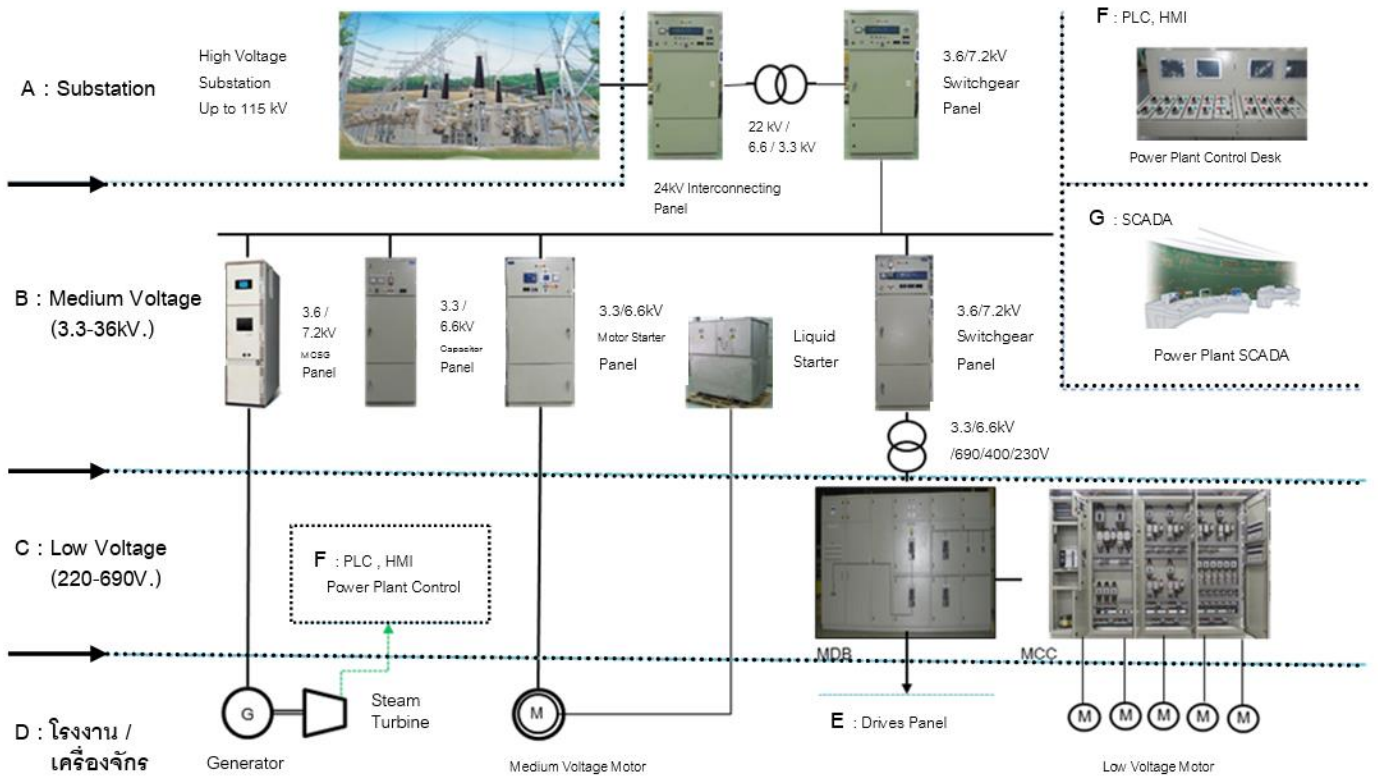 A : Substation
High Voltage
Substation
Up to 115 kV
22 kV /
6.6 / 3.3 kV
24kV Interconnecting
Panel
3.6/7.2kV
Switchgear
Panel
F : PLC, HMI
Power Plant Control Desk
G : SCADA
Power Plant SCADA
B : Medium Voltage
(3.3-36kV.)
3.6 /
7.2kV
MCSG
Panel
3.3 /
6.6kV
Capacitor
Panel
3.3/6.6kV
Motor Starter
Panel
Liquid
Starter
3.6/7.2kV
Switchgear
Panel
3.3/6.6kV
/690/400/230V
C : Low Voltage
(220-690V.)
F : PLC , HMI
Power Plant Control
MDB
MCC
D : โรงงาน /
เครื่องจักร
G
Generator
Steam
Turbine
M
Medium Voltage Motor
E : Drives Panel
M M M M M
Low Voltage Motor